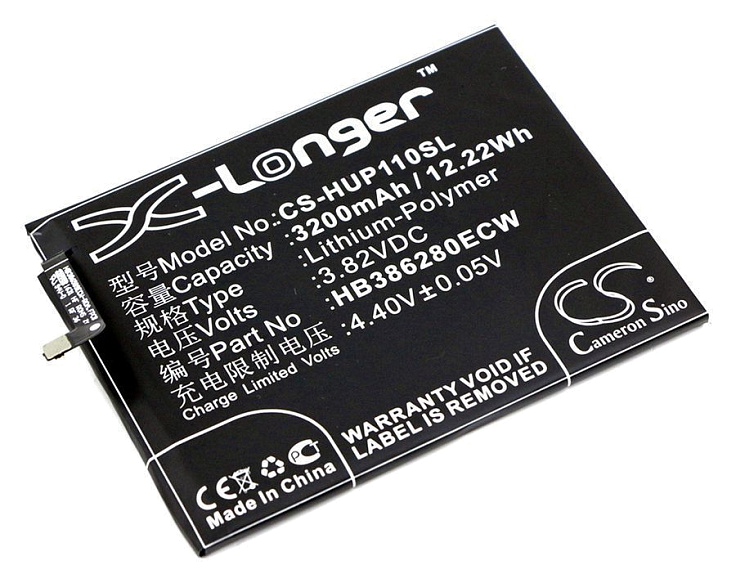 X-Longer™
型号Model No.: CS-HUP110SL
容量Capacity 3200mAh / 12.22Wh
规格Type Lithium-Polymer
电压Volts 3.82VDC
编号Part No HB386280ECW
充电限制电压 4.40V±0.05V
Charge Limited Volts
CS
Cameron Sino
WARRANTY VOID IF
LABEL IS REMOVED
CE
Made In China